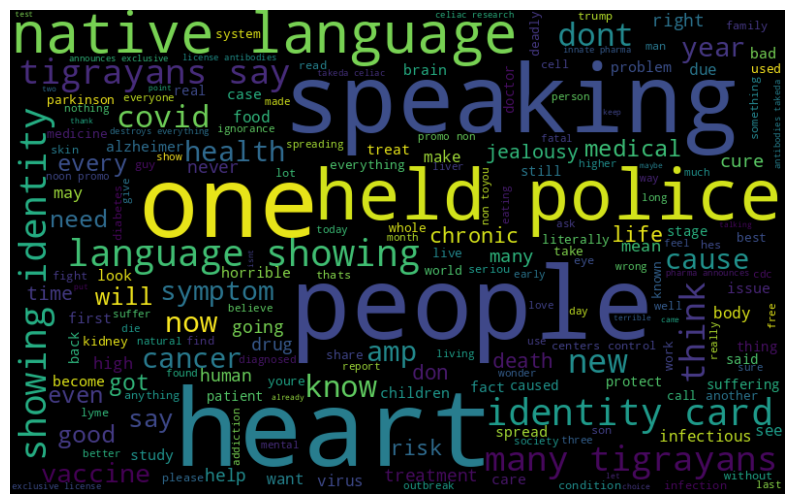 native language
system
celiac research
test
announces exclusive
license antibodies
deadly
trump
family
dont
right
innate pharma
man
year
tigrayans say
read
takeda celiac
cell
bad
speaking
two
point
brain
doctor
problem
due
used
parkinson
everyone
made
real
case
person
keep
something
nothing
covid
food
thank
destroys everything
ignorance
promo non
fatal
antibodies takeda
medicine
spreading
alzheimer
health
treat
make
jealousy
medical
skin
guy
show
never
everything
liver
higher
maybe
much
cure
noon promo
every
lot
still
way
showing identity
one
held police
may
give
diabetes
non toyou
eating
long
talking
need
today
whole
month
chronic
ask
literally
life
stage
mean
feel
hes
best
language showing
many
take
eye
cause
fight
look
horrible
thats
world
live
seriou
early
wrong
known
pharma announces
cdc
time
will
symptom
people
think
issue
suffer
believe
well
first
put
now
going
love
day
body
free
thing
die
natural
find
use
centers control
work
really
terrible
came
back
kidney
cancer
drug
share
living
amp
death
new
said
sure
high
diagnosed
report
wonder
become
got
found
human
youre
know
don
children
fact
caused
protect
suffering
even
anything
patient
already
call
another
lyme
heart
identity card
say
addiction
society
son
three
spread
infectious
see
good
better
study
mental
risk
many tigrayans
without
vaccine
please
help
want
virus
treatment
care
condition
let
choice
infection
last
exclusive license
outbreak